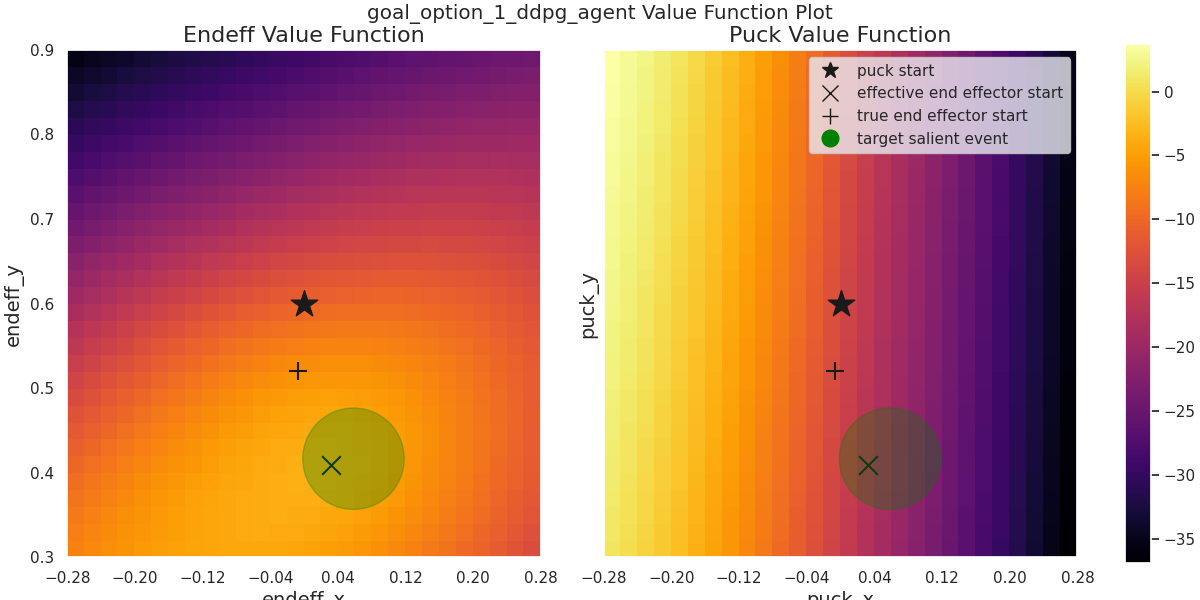 goal_option_1_ddpg_agent Value Function Plot
Endeff Value Function
Puck Value Function
puck start
effective end effector start
true end effector start
target salient event
endeff_y
0.9
0.8
0.7
0.6
0.5
0.4
0.3
−0.28 −0.20 −0.12 −0.04 0.04 0.12 0.20 0.28
endeff_x
puck_y
−0.28 −0.20 −0.12 −0.04 0.04 0.12 0.20 0.28
puck_x
0
−5
−10
−15
−20
−25
−30
−35